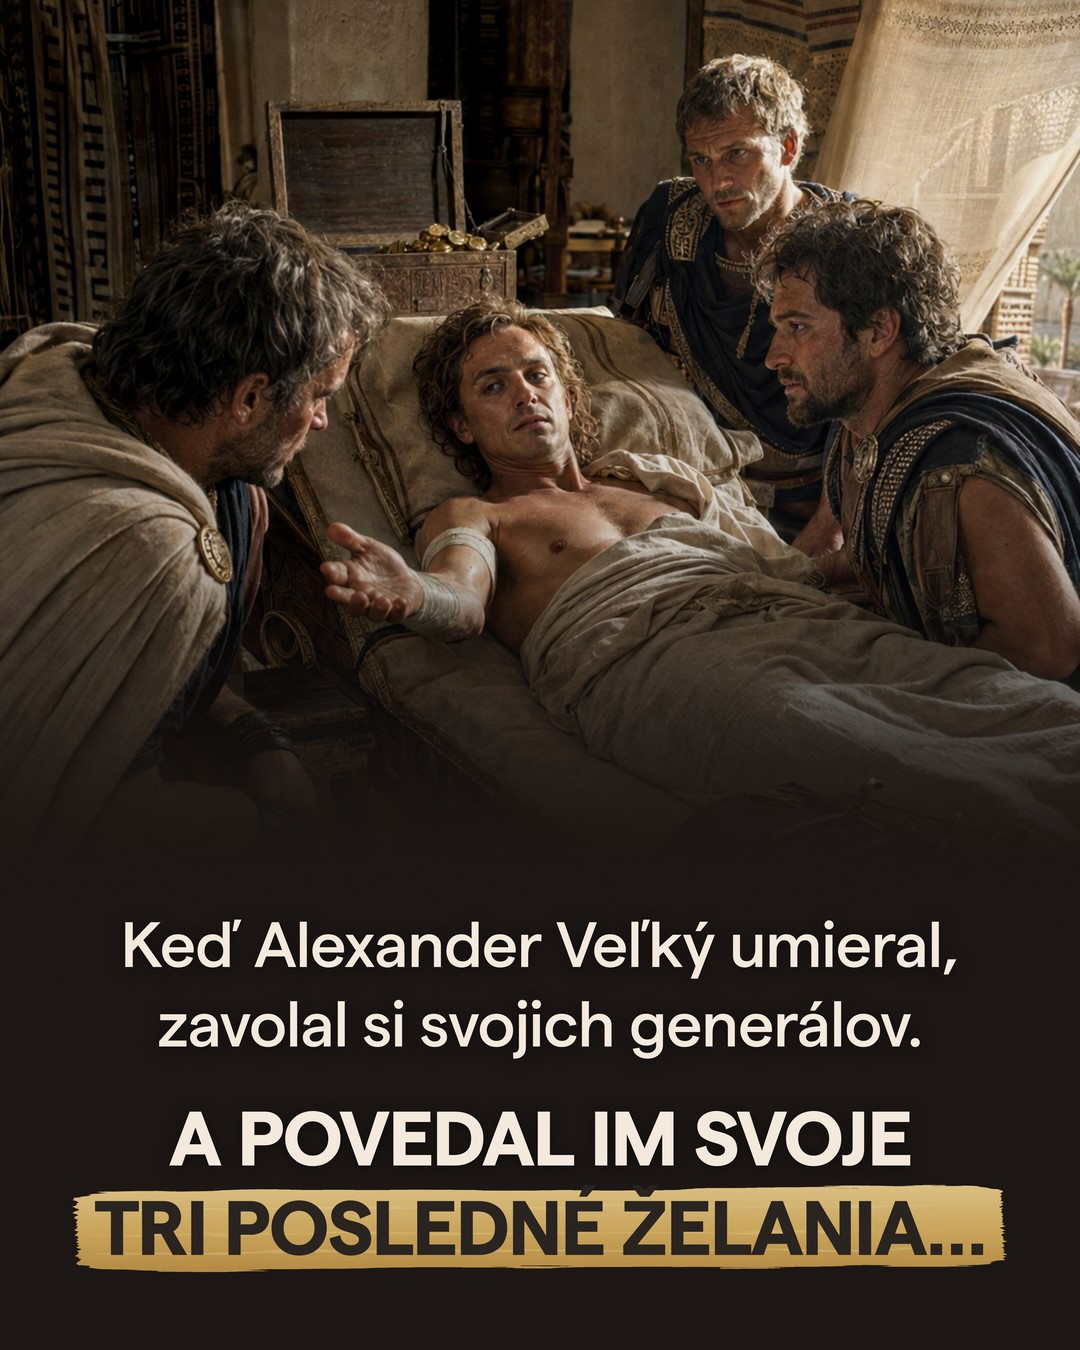 Keď Alexander Veľký umieral,
zavolal si svojich generálov.
A POVEDAL IM SVOJE
TRI POSLEDNÉ ŽELANIA...